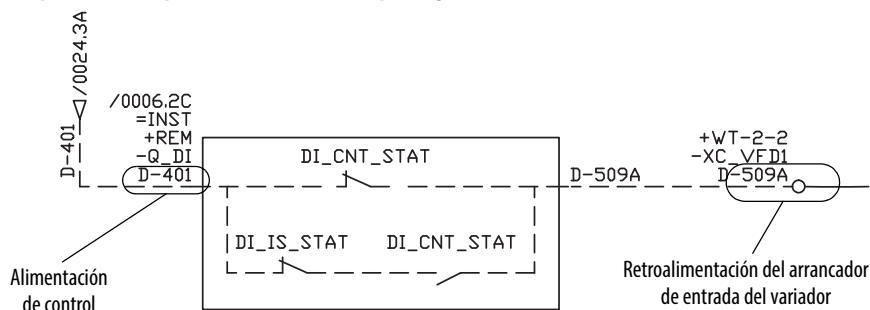 D-401
/0024.3A
/0006.2C
=INST
+REM
-Q_DI
D-401
DI_CNT_STAT
D-509A
+WT-2-2
-XC_VFD1
D-509A
DI_IS_STAT
DI_CNT_STAT
Alimentación
de control
Retroalimentación del arrancador
de entrada del variador